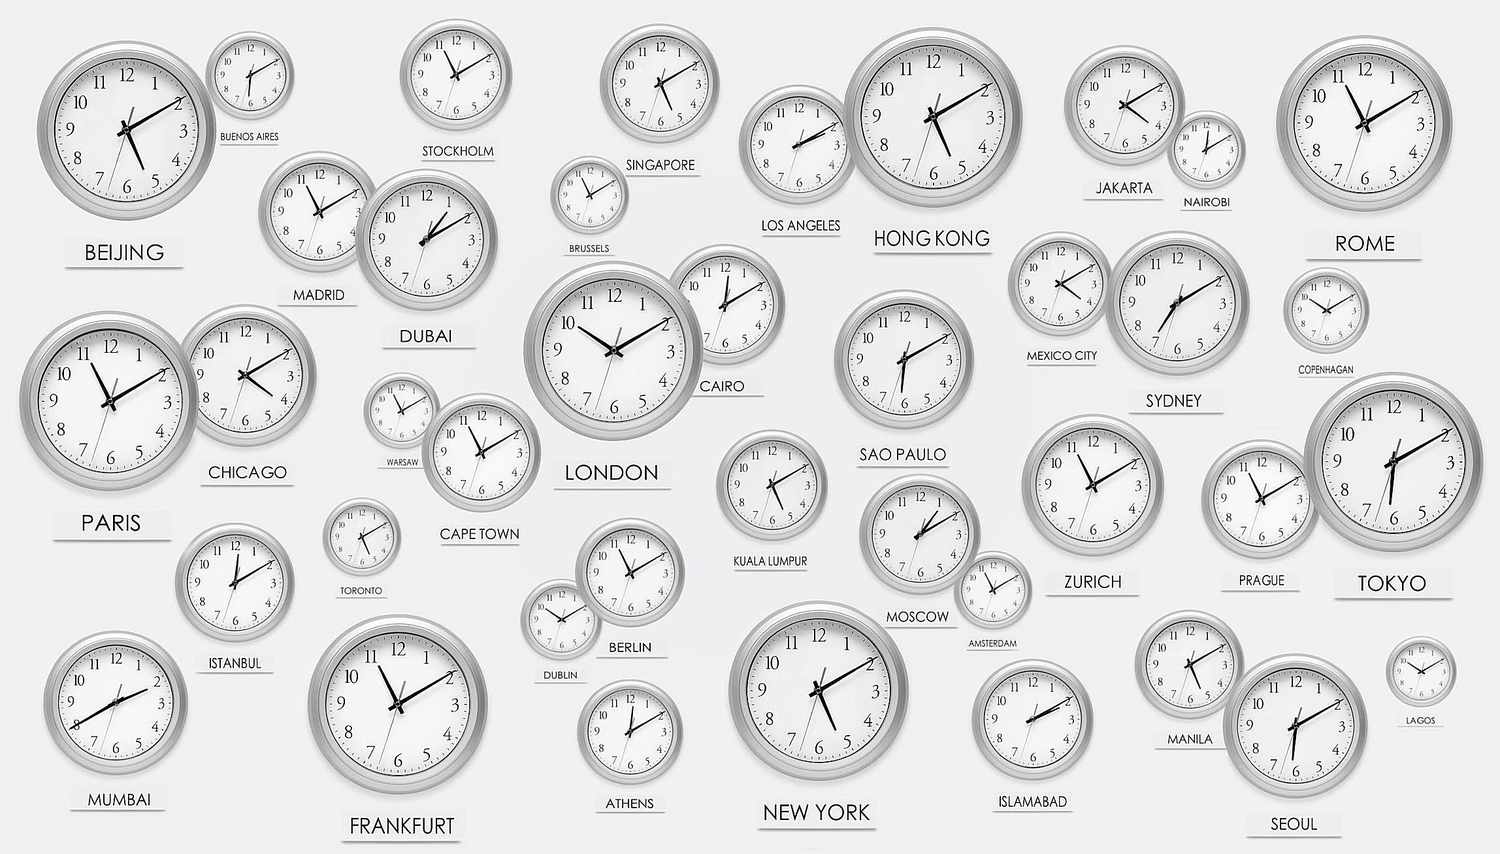 BUENOS AIRES
STOCKHOLM
SINGAPORE
JAKARTA
NAIROBI
LOS ANGELES
BEIJING
BRUSSELS
HONG KONG
ROME
MADRID
DUBAI
MEXICO CITY
COPENHAGAN
CAIRO
SYDNEY
CHICAGO
WARSAW
LONDON
SAO PAULO
PARIS
CAPE TOWN
KUALA LUMPUR
ZURICH
PRAGUE
TOKYO
TORONTO
MOSCOW
AMSTERDAM
ISTANBUL
BERLIN
DUBLIN
LAGOS
MANILA
MUMBAI
ATHENS
ISLAMABAD
FRANKFURT
NEW YORK
SEOUL